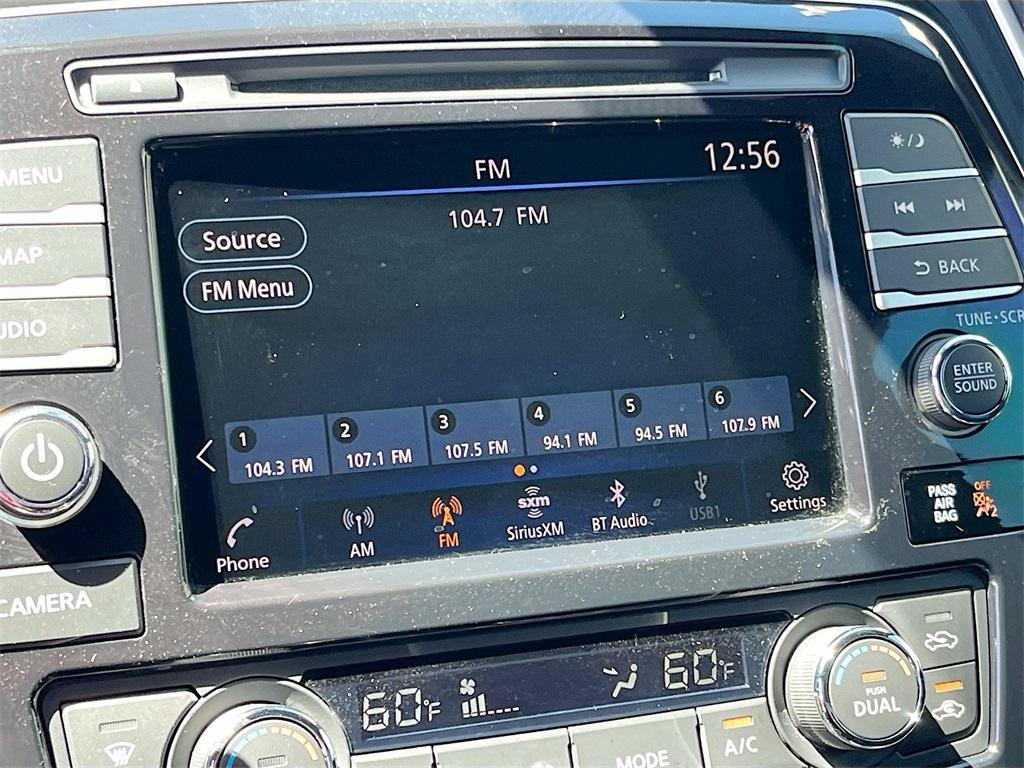 MENU
MAP
UDIO
CAMERA
FM
12:56
104.7 FM
Source
FM Menu
1 104.3 FM
2 107.1 FM
3 107.5 FM
4 94.1 FM
5 94.5 FM
6 107.9 FM
Phone
AM
FM
sxm
SiriusXM
BT Audio
USB1
Settings
BACK
TUNE•SCR
ENTER
SOUND
PASS
AIR
BAG
OFF
2
60°F
60°F
PUSH
DUAL
MODE
A/C